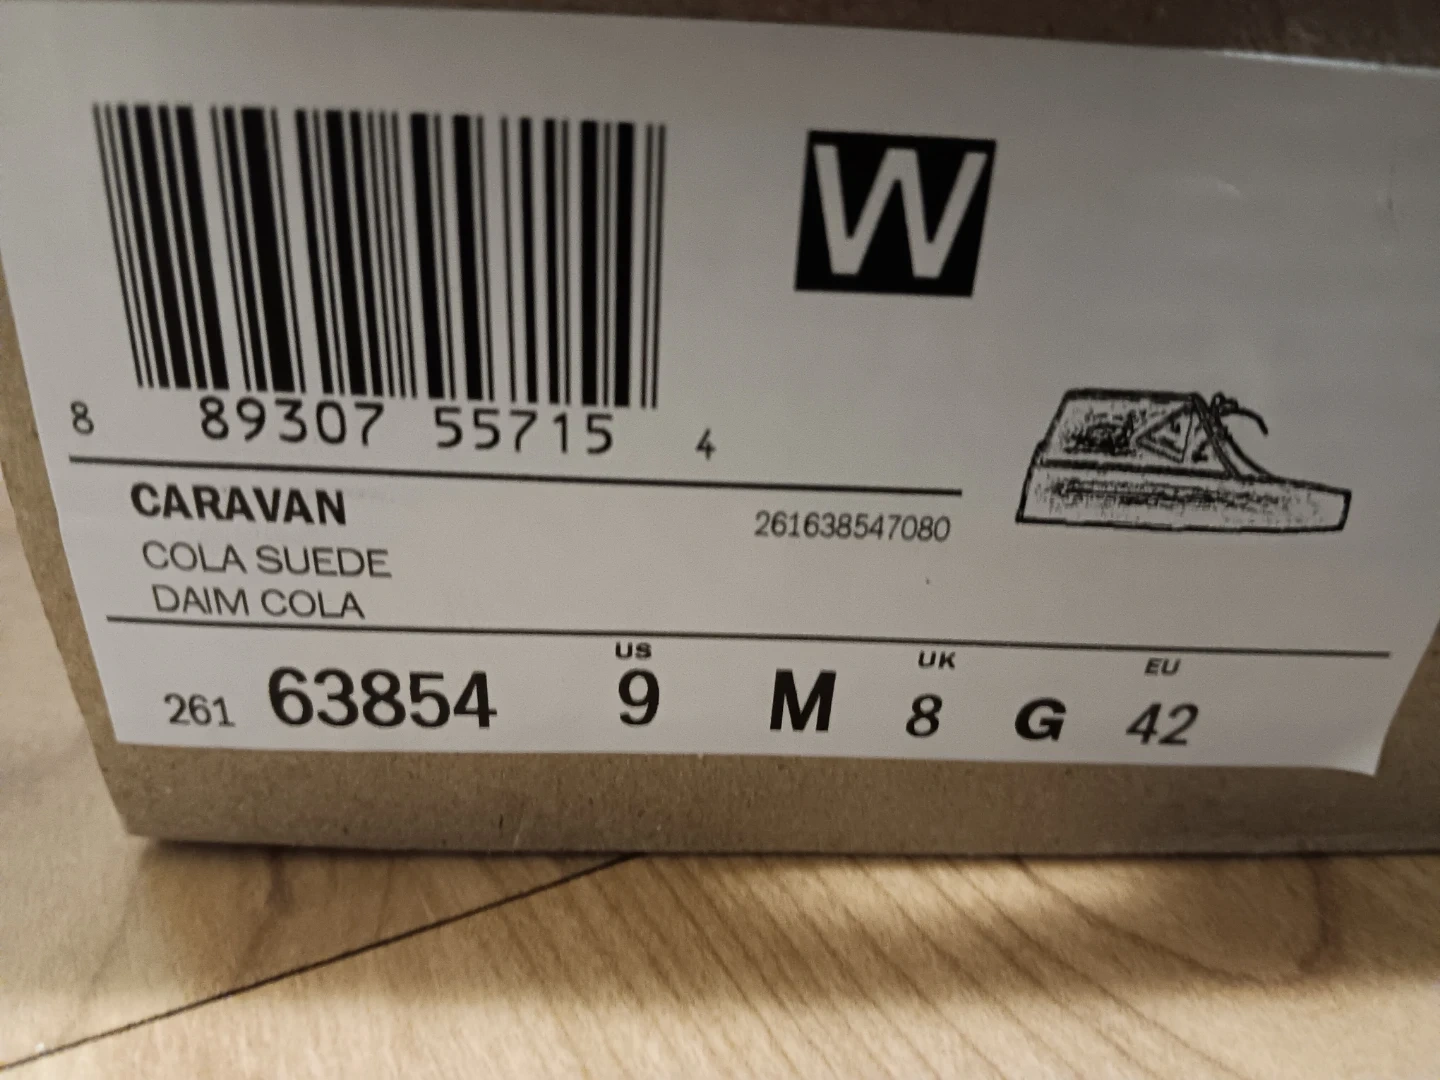 W
8 89307 55715 4
CARAVAN
261638547080
COLA SUEDE
DAIM COLA
US UK EU
261 63854 9 M 8 G 42